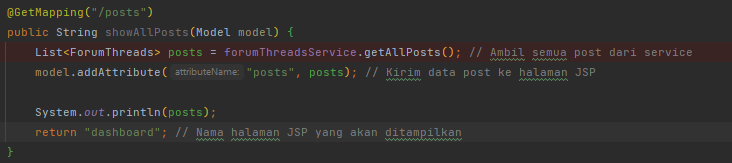 @GetMapping("/posts")
public String showAllPosts(Model model) {
List<ForumThreads> posts = forumThreadsService.getAllPosts(); // Ambil semua post dari service
model.addAttribute( attributeName: "posts", posts); // Kirim data post ke halaman JSP
System.out.println(posts);
return "dashboard"; // Nama halaman JSP yang akan ditampilkan
}